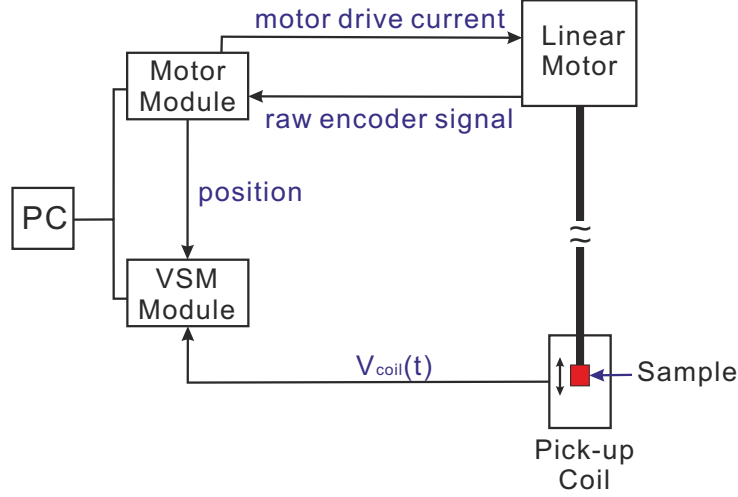 motor drive current
Linear
Motor
Motor
Module
raw encoder signal
position
PC
VSM
Module
≈
Vcoil(t)
Sample
Pick-up
Coil